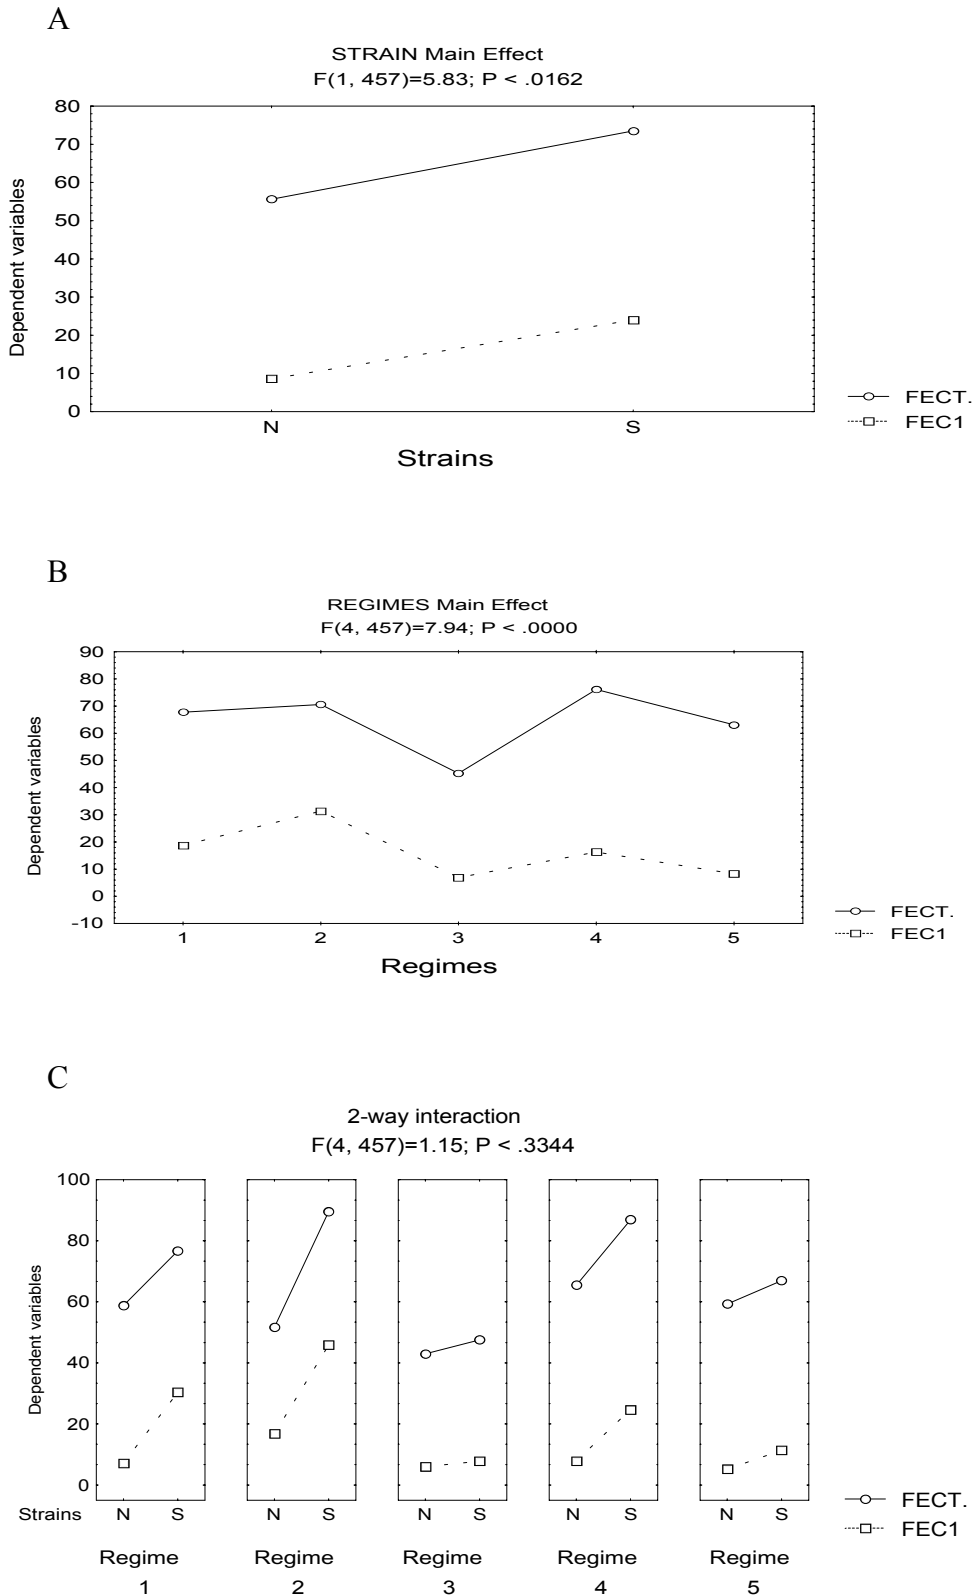 A
STRAIN Main Effect
F(1, 457)=5.83; P < .0162
Dependent variables
80
70
60
50
40
30
20
10
0
N S
Strains
FECT.
FEC1
B
REGIMES Main Effect
F(4, 457)=7.94; P < .0000
Dependent variables
90
80
70
60
50
40
30
20
10
0
-10
1 2 3 4 5
Regimes
FECT.
FEC1
C
2-way interaction
F(4, 457)=1.15; P < .3344
Dependent variables
100
80
60
40
20
0
Strains N S N S N S N S N S
Regime Regime Regime Regime Regime
1 2 3 4 5
FECT.
FEC1